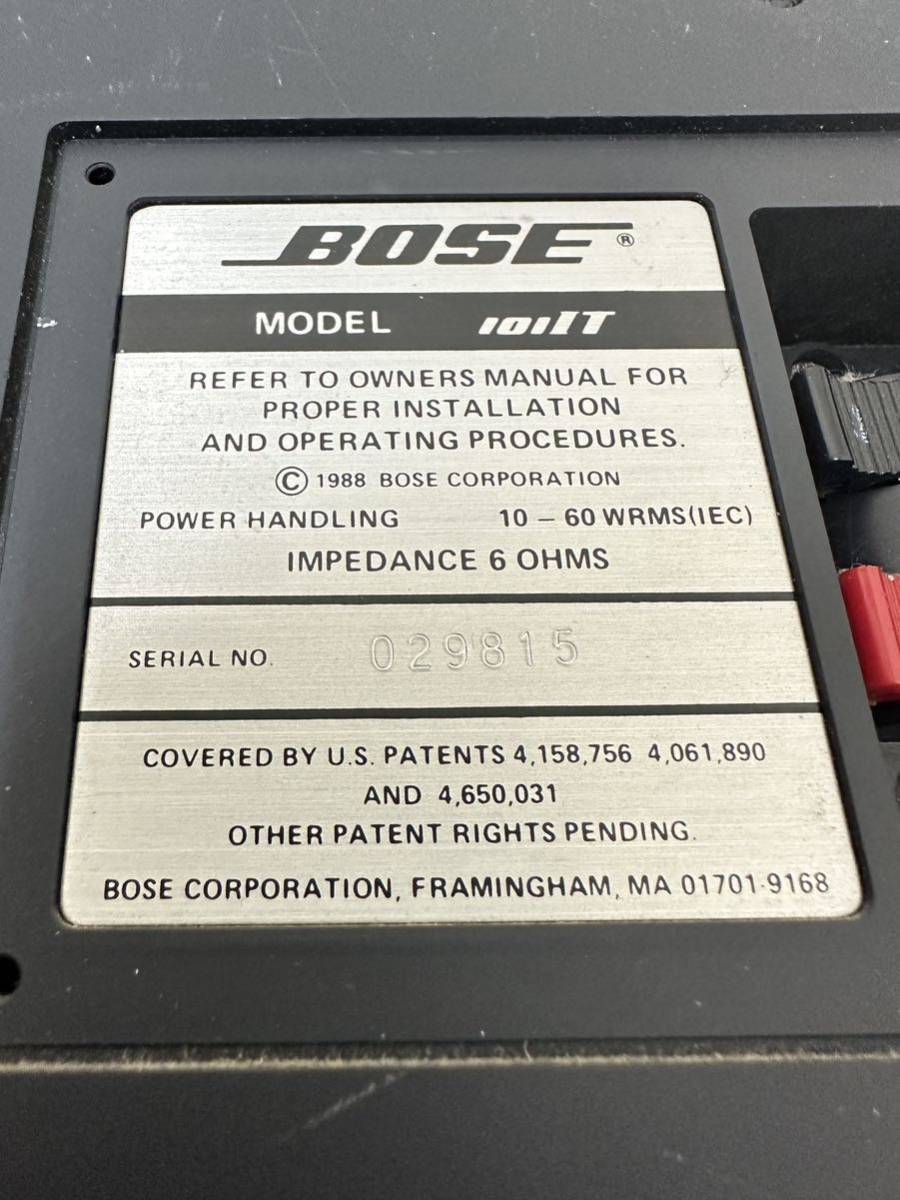 BOSE®
MODEL 101IT
REFER TO OWNERS MANUAL FOR
PROPER INSTALLATION
AND OPERATING PROCEDURES.
© 1988 BOSE CORPORATION
POWER HANDLING 10 – 60 WRMS(IEC)
IMPEDANCE 6 OHMS
SERIAL NO. 029815
COVERED BY U.S. PATENTS 4,158,756 4,061,890
AND 4,650,031
OTHER PATENT RIGHTS PENDING.
BOSE CORPORATION, FRAMINGHAM, MA 01701-9168